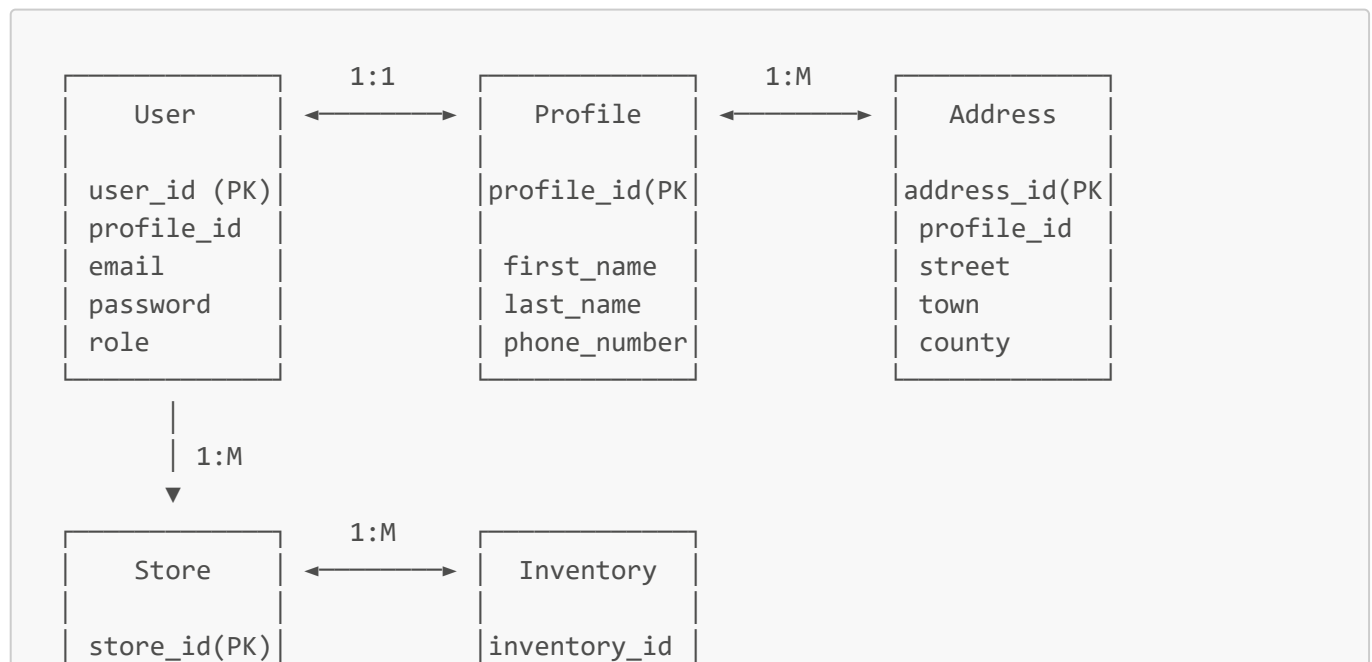 1:1 1:M
User Profile Address
user_id (PK) profile_id(PK address_id(PK
profile_id profile_id
email first_name street
password last_name town
role phone_number county
1:M
1:M
Store Inventory
store_id(PK) inventory_id